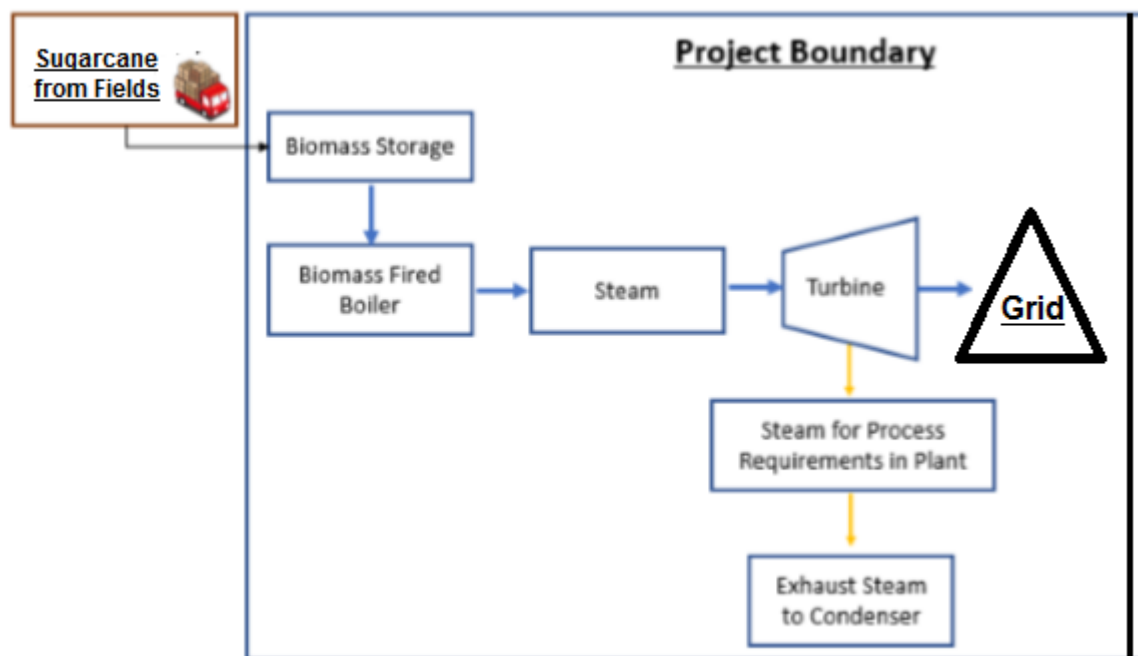 Sugarcane
from Fields
Project Boundary
Biomass Storage
Biomass Fired
Boiler
Steam
Turbine
Grid
Steam for Process
Requirements in Plant
Exhaust Steam
to Condenser